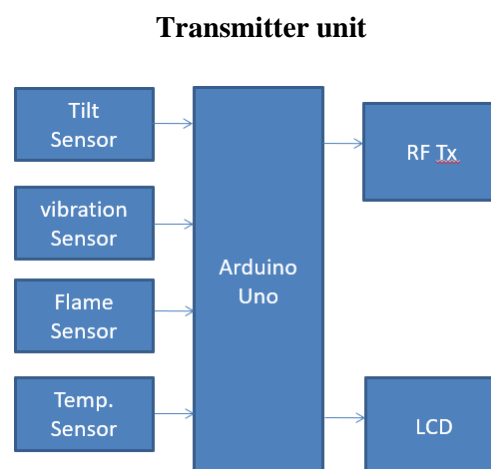 Transmitter unit
Tilt
Sensor
vibration
Sensor
Flame
Sensor
Temp.
Sensor
Arduino
Uno
RF Tx
LCD